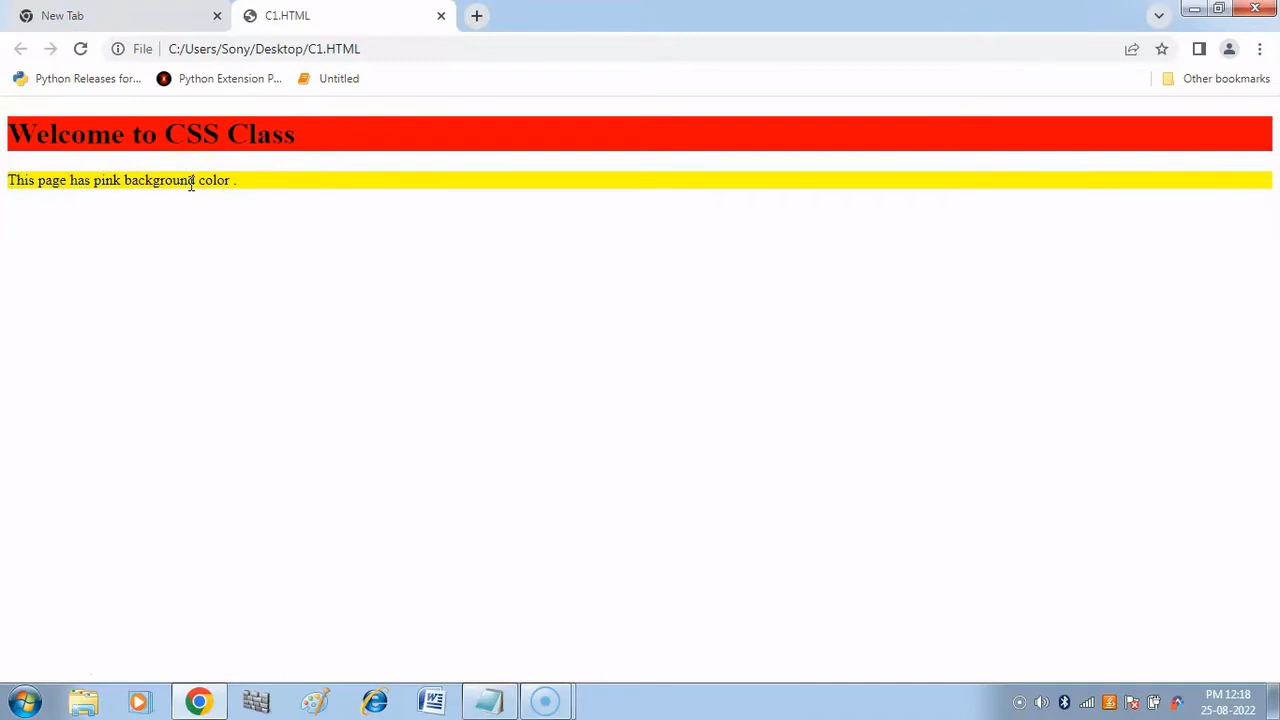 New Tab
C1.HTML
File
C:/Users/Sony/Desktop/C1.HTML
Python Releases for...
Python Extension P...
Untitled
Other bookmarks
Welcome to CSS Class
This page has pink background color .
PM 12:18
25-08-2022